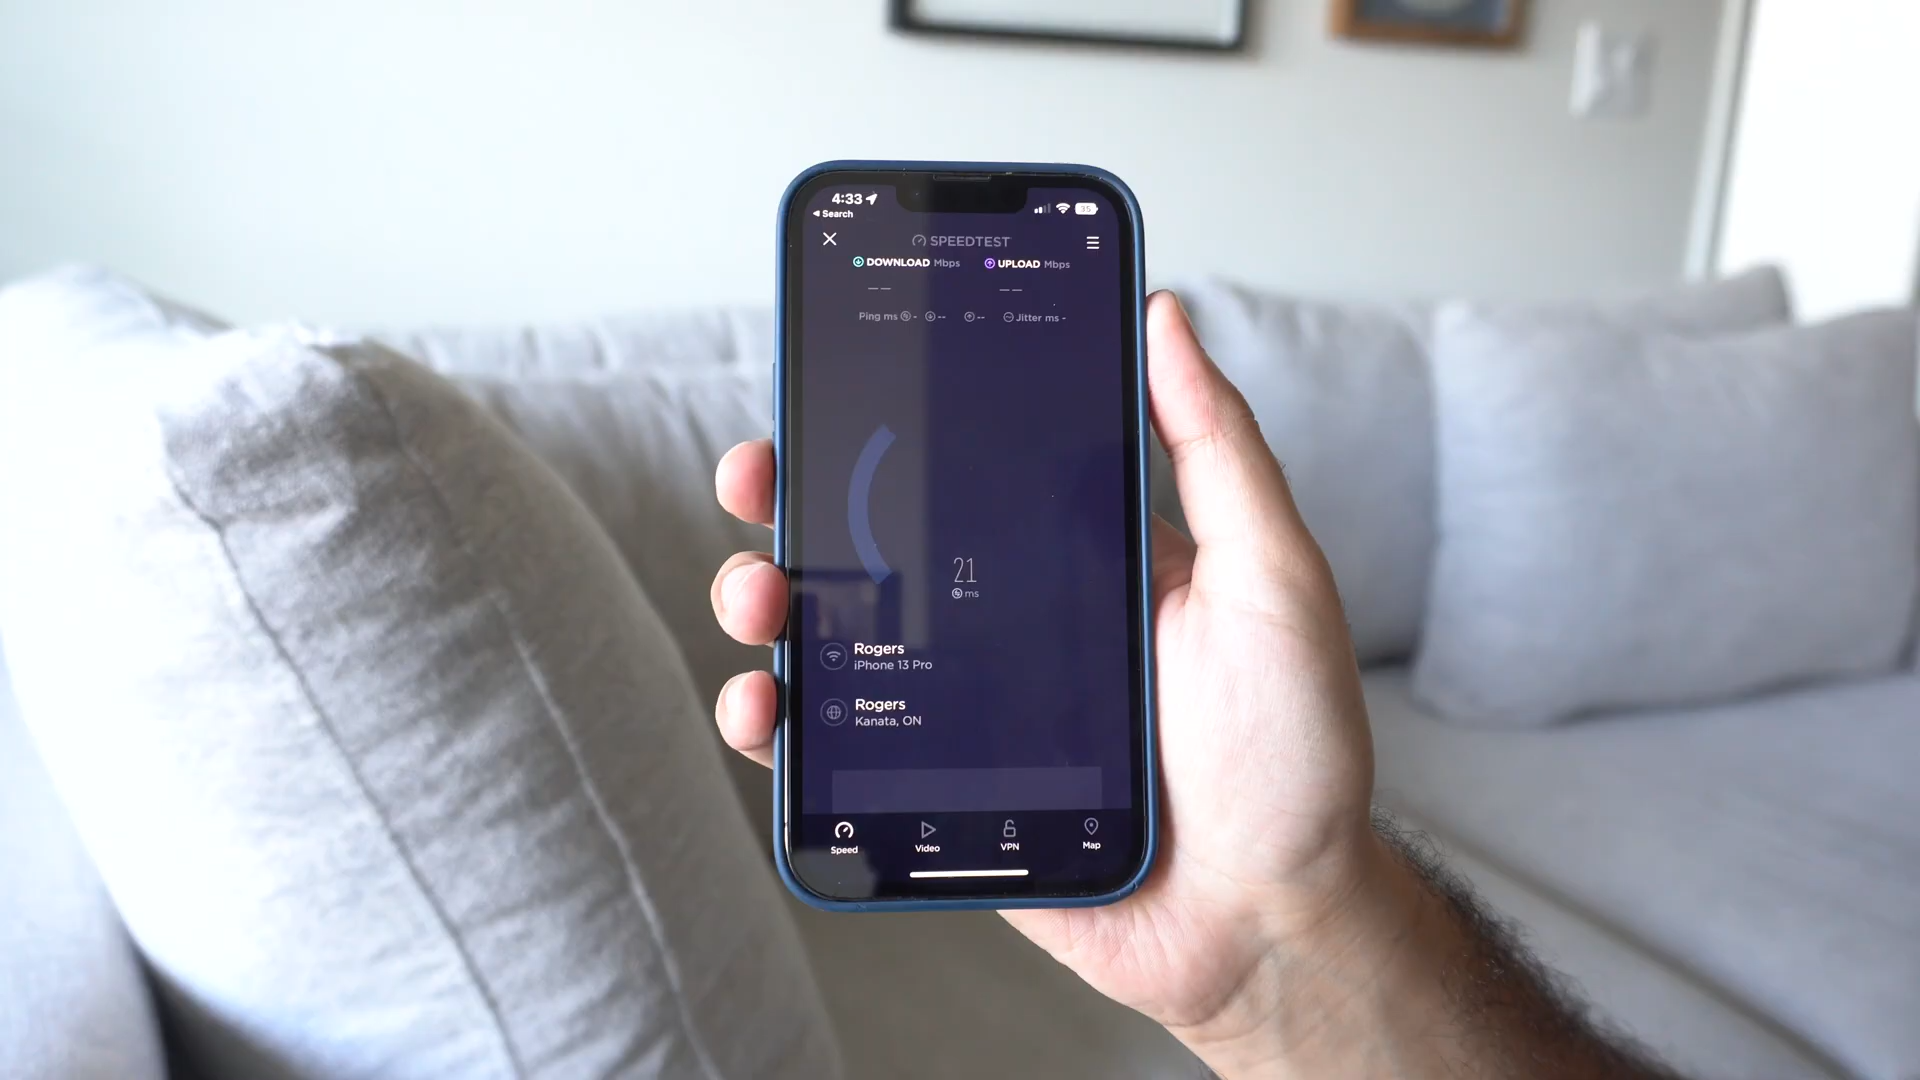 4:33
35
Search
SPEEDTEST
DOWNLOAD Mbps UPLOAD Mbps
— — — —
Ping ms - -- -- Jitter ms -
21
ms
Rogers
iPhone 13 Pro
Rogers
Kanata, ON
Speed Video VPN Map